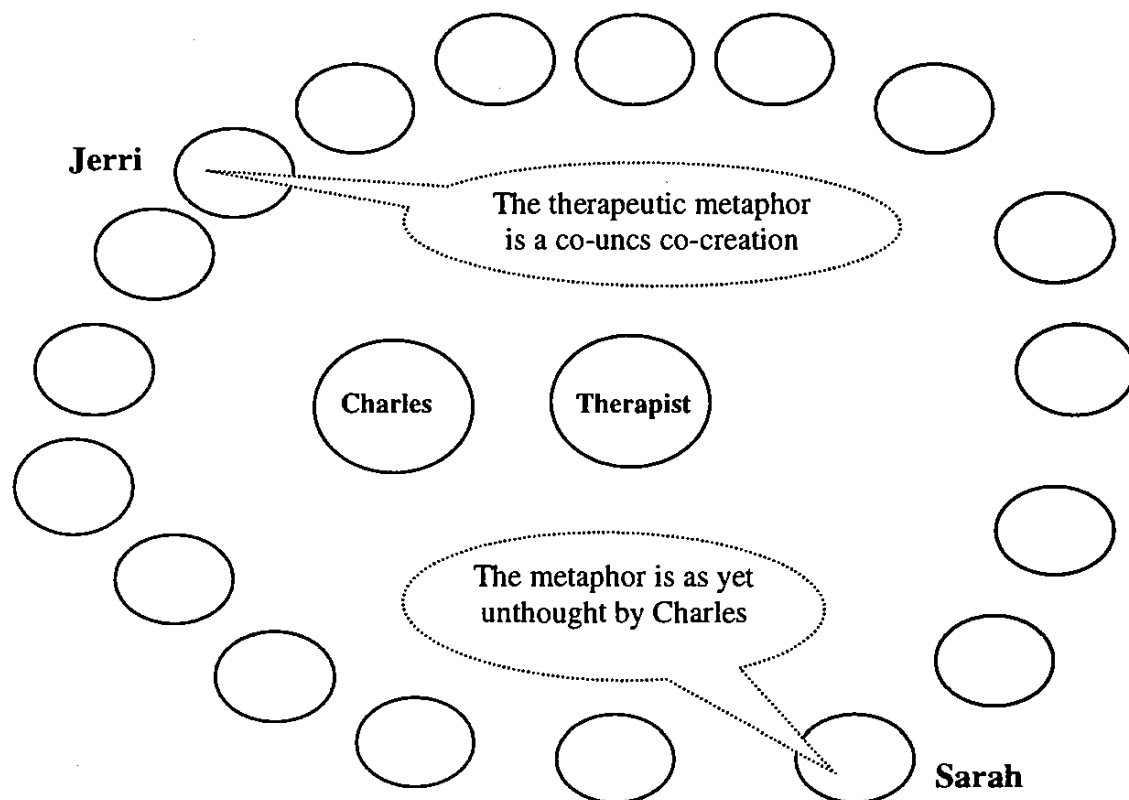 Jerri
The therapeutic metaphor
is a co-uncs co-creation
Charles
Therapist
The metaphor is as yet
unthought by Charles
Sarah